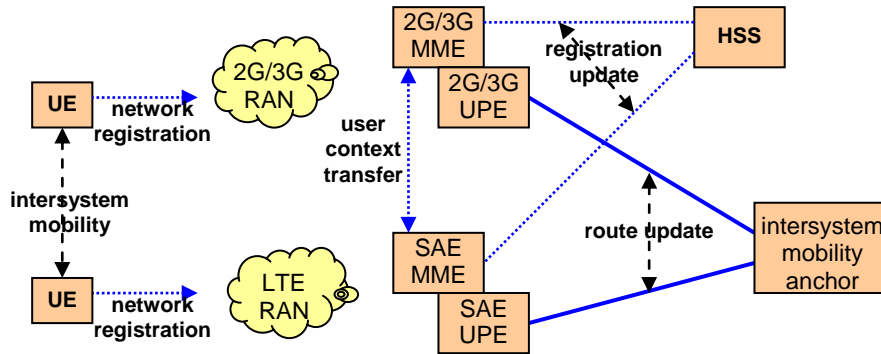 2G/3G
MME
2G/3G
UPE
HSS
registration
update
UE
network
registration
2G/3G
RAN
user
context
transfer
intersystem
mobility
route update
intersystem
mobility
anchor
UE
network
registration
LTE
RAN
SAE
MME
SAE
UPE